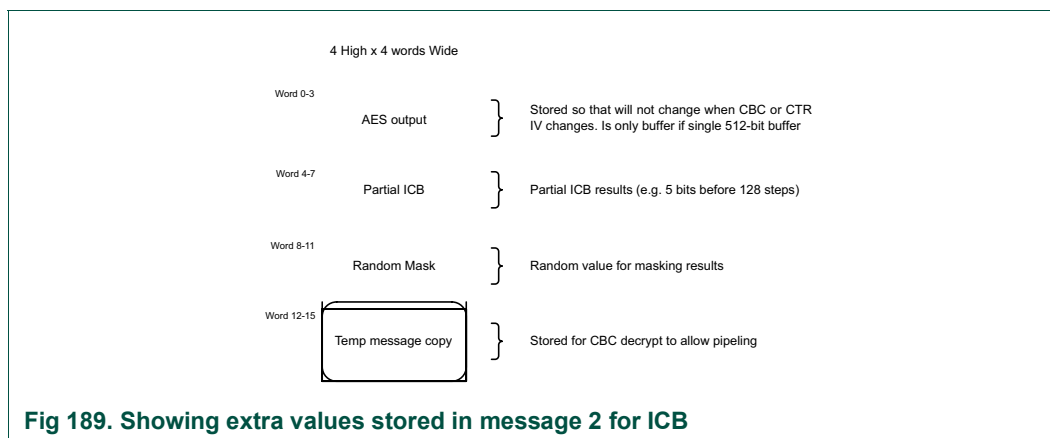 4 High x 4 words Wide
Word 0-3
AES output
Stored so that will not change when CBC or CTR
IV changes. Is only buffer if single 512-bit buffer
Word 4-7
Partial ICB
Partial ICB results (e.g. 5 bits before 128 steps)
Word 8-11
Random Mask
Random value for masking results
Word 12-15
Temp message copy
Stored for CBC decrypt to allow pipeling
Fig 189. Showing extra values stored in message 2 for ICB